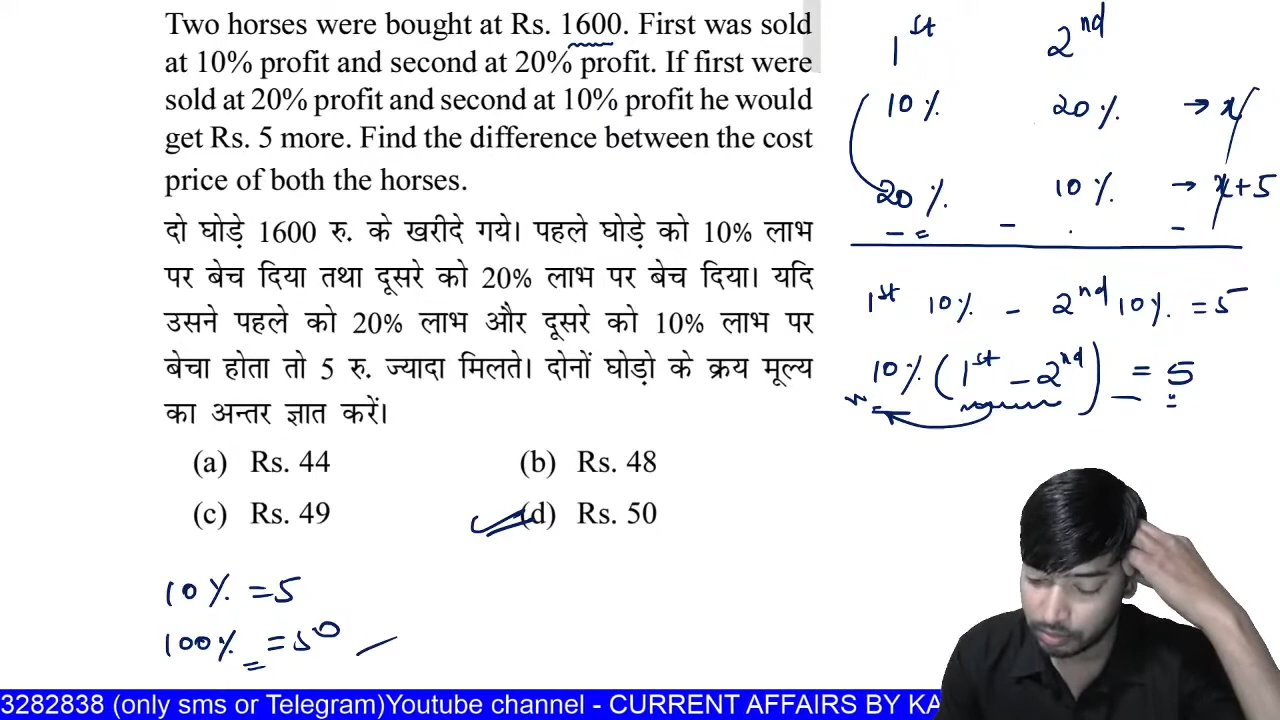 Two horses were bought at Rs. 1600. First was sold
at 10% profit and second at 20% profit. If first were
sold at 20% profit and second at 10% profit he would
get Rs. 5 more. Find the difference between the cost
price of both the horses.
दो घोड़े 1600 रु. के खरीदे गये। पहले घोड़े को 10% लाभ
पर बेच दिया तथा दूसरे को 20% लाभ पर बेच दिया। यदि
उसने पहले को 20% लाभ और दूसरे को 10% लाभ पर
बेचा होता तो 5 रु. ज्यादा मिलते। दोनों घोड़ो के क्रय मूल्य
का अन्तर ज्ञात करें।
(a) Rs. 44
(b) Rs. 48
(c) Rs. 49
(d) Rs. 50
10% = 5
100% = 50
1st 2nd
10% 20% → x
20% 10% → x+5
1st 10% - 2nd 10% = 5
10% (1st - 2nd) = 5
3282838 (only sms or Telegram)Youtube channel - CURRENT AFFAIRS BY KA